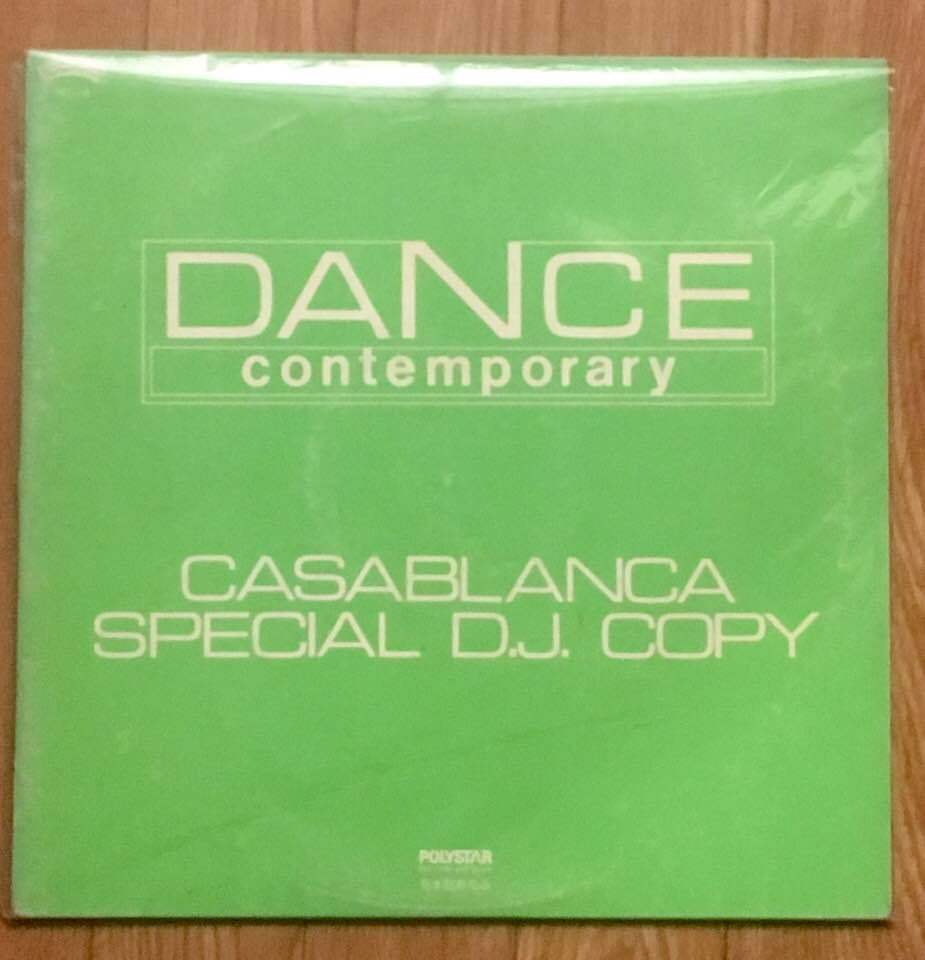 DANCE
contemporary
CASABLANCA
SPECIAL D.J. COPY
POLYSTAR